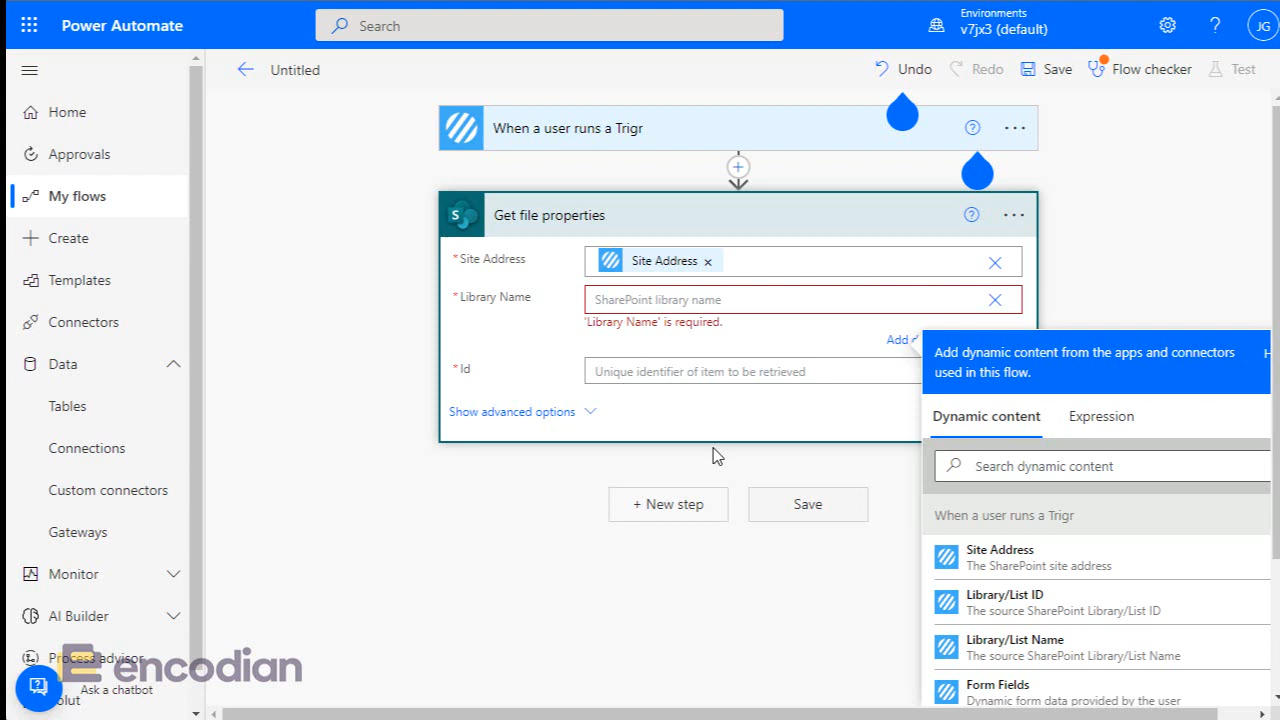 Power Automate
Search
Environments
v7jx3 (default)
?
JG
Untitled
Undo
Redo
Save
Flow checker
Test
Home
Approvals
My flows
Create
Templates
Connectors
Data
Tables
Connections
Custom connectors
Gateways
Monitor
AI Builder
Process advisor
Ask a chatbot
olut
encodian
When a user runs a Trigr
Get file properties
* Site Address
Site Address ×
* Library Name
SharePoint library name
'Library Name' is required.
Add
* Id
Unique identifier of item to be retrieved
Show advanced options
+ New step
Save
Add dynamic content from the apps and connectors
used in this flow.
Dynamic content
Expression
Search dynamic content
When a user runs a Trigr
Site Address
The SharePoint site address
Library/List ID
The source SharePoint Library/List ID
Library/List Name
The source SharePoint Library/List Name
Form Fields
Dynamic form data provided by the user